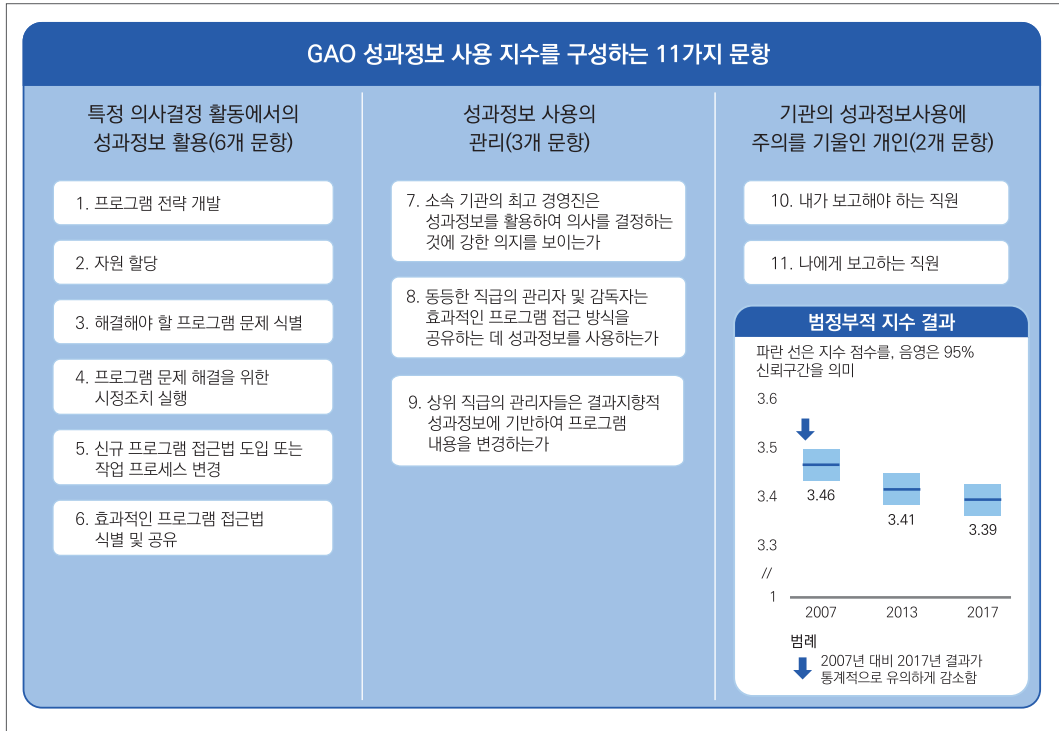 GAO 성과정보 사용 지수를 구성하는 11가지 문항
특정 의사결정 활동에서의
성과정보 활용(6개 문항)
1. 프로그램 전략 개발
2. 자원 할당
3. 해결해야 할 프로그램 문제 식별
4. 프로그램 문제 해결을 위한
시정조치 실행
5. 신규 프로그램 접근법 도입 또는
작업 프로세스 변경
6. 효과적인 프로그램 접근법
식별 및 공유
성과정보 사용의
관리(3개 문항)
7. 소속 기관의 최고 경영진은
성과정보를 활용하여 의사를 결정하는
것에 강한 의지를 보이는가
8. 동등한 직급의 관리자 및 감독자는
효과적인 프로그램 접근 방식을
공유하는 데 성과정보를 사용하는가
9. 상위 직급의 관리자들은 결과지향적
성과정보에 기반하여 프로그램
내용을 변경하는가
기관의 성과정보사용에
주의를 기울인 개인(2개 문항)
10. 내가 보고해야 하는 직원
11. 나에게 보고하는 직원
범정부적 지수 결과
파란 선은 지수 점수를, 음영은 95%
신뢰구간을 의미
3.6
3.5
3.4
3.3
//
1
3.46
3.41
3.39
2007
2013
2017
범례
2007년 대비 2017년 결과가
통계적으로 유의하게 감소함